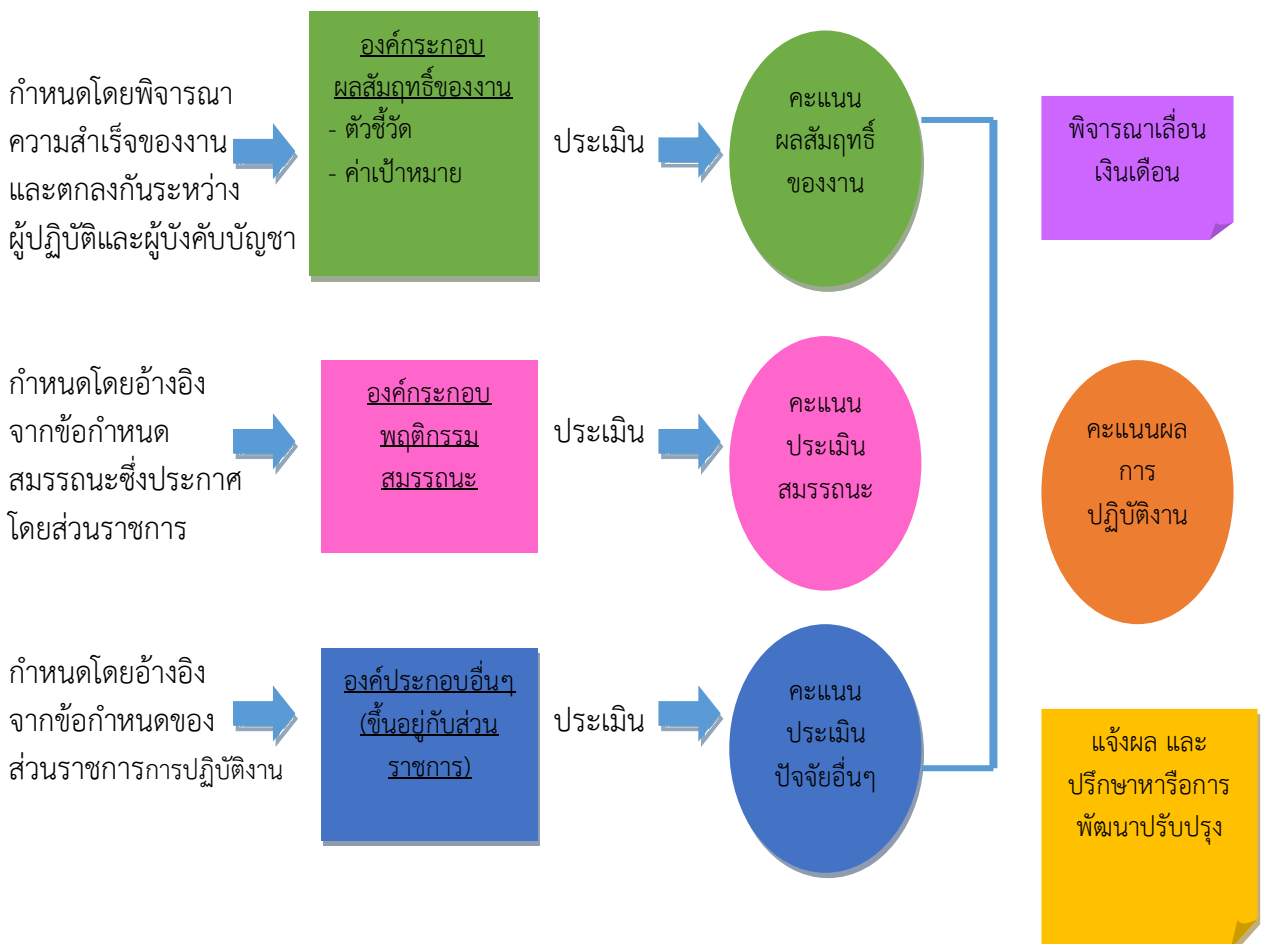 กำหนดโดยพิจารณา
ความสำเร็จของงาน
และตกลงกันระหว่าง
ผู้ปฏิบัติและผู้บังคับบัญชา
องค์กระกอบ
ผลสัมฤทธิ์ของงาน
- ตัวชี้วัด
- ค่าเป้าหมาย
ประเมิน
คะแนน
ผลสัมฤทธิ์
ของงาน
พิจารณาเลื่อน
เงินเดือน
กำหนดโดยอ้างอิง
จากข้อกำหนด
สมรรถนะซึ่งประกาศ
โดยส่วนราชการ
องค์กระกอบ
พฤติกรรม
สมรรถนะ
ประเมิน
คะแนน
ประเมิน
สมรรถนะ
คะแนนผล
การ
ปฏิบัติงาน
กำหนดโดยอ้างอิง
จากข้อกำหนดของ
ส่วนราชการการปฏิบัติงาน
องค์ประกอบอื่นๆ
(ขึ้นอยู่กับส่วน
ราชการ)
ประเมิน
คะแนน
ประเมิน
ปัจจัยอื่นๆ
แจ้งผล และ
ปรึกษาหารือการ
พัฒนาปรับปรุง